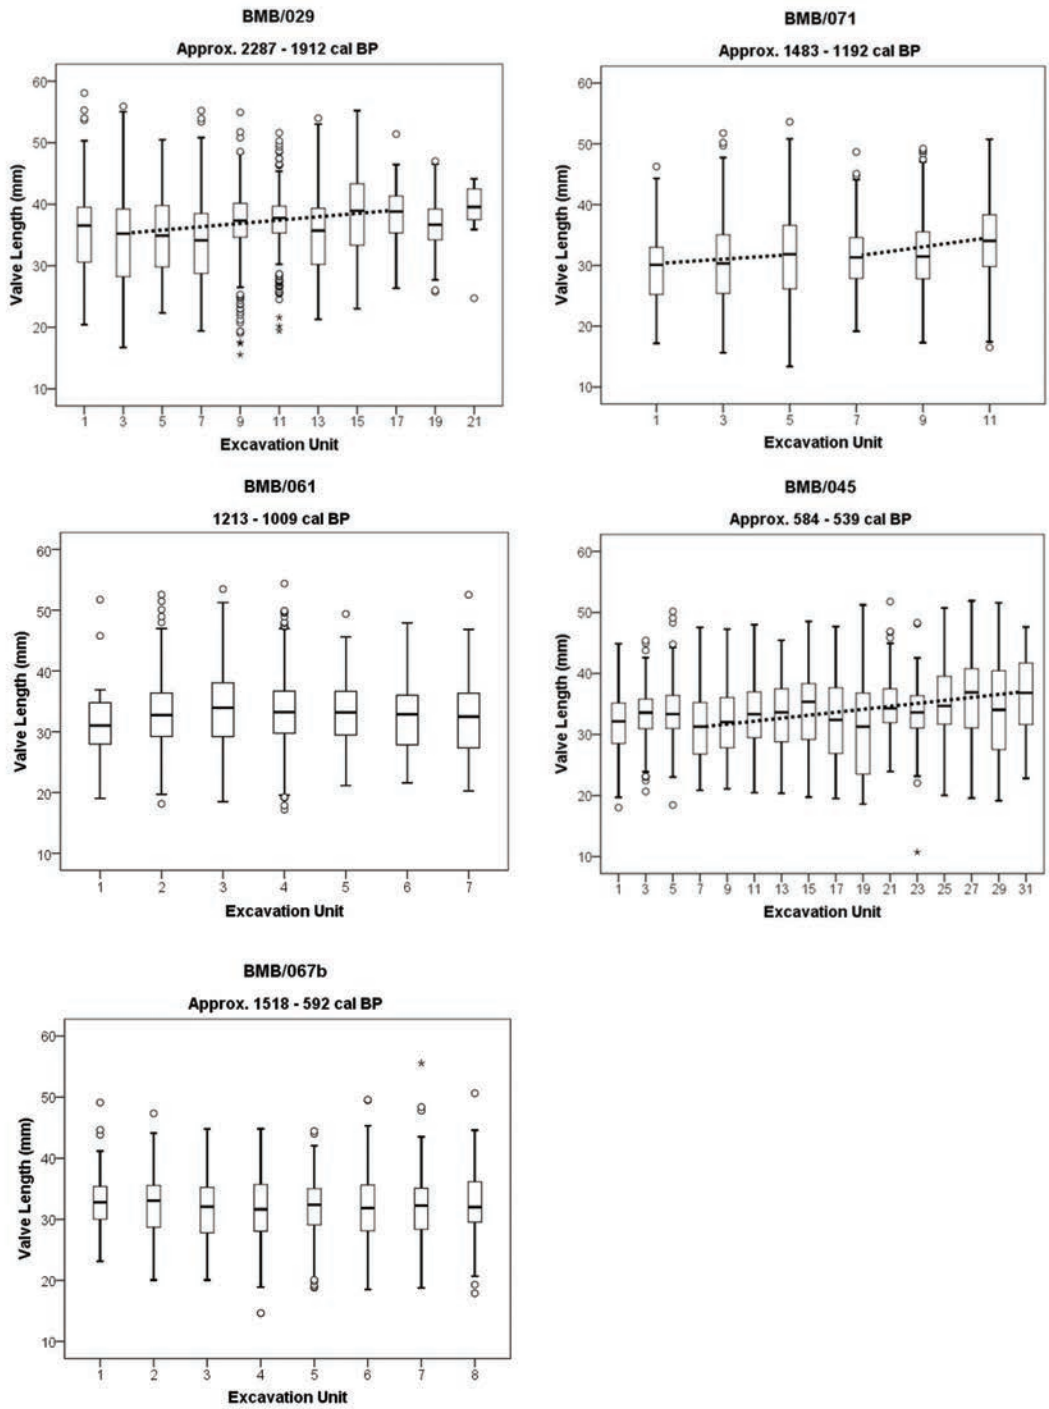 BMB/029
Approx. 2287 - 1912 cal BP
60
50
40
30
20
10
Valve Length (mm)
1 3 5 7 9 11 13 15 17 19 21
Excavation Unit
BMB/071
Approx. 1483 - 1192 cal BP
60
50
40
30
20
10
Valve Length (mm)
1 3 5 7 9 11
Excavation Unit
BMB/061
1213 - 1009 cal BP
60
50
40
30
20
10
Valve Length (mm)
1 2 3 4 5 6 7
Excavation Unit
BMB/045
Approx. 584 - 539 cal BP
60
50
40
30
20
10
Valve Length (mm)
1 3 5 7 9 11 13 15 17 19 21 23 25 27 29 31
Excavation Unit
BMB/067b
Approx. 1518 - 592 cal BP
60
50
40
30
20
10
Valve Length (mm)
1 2 3 4 5 6 7 8
Excavation Unit